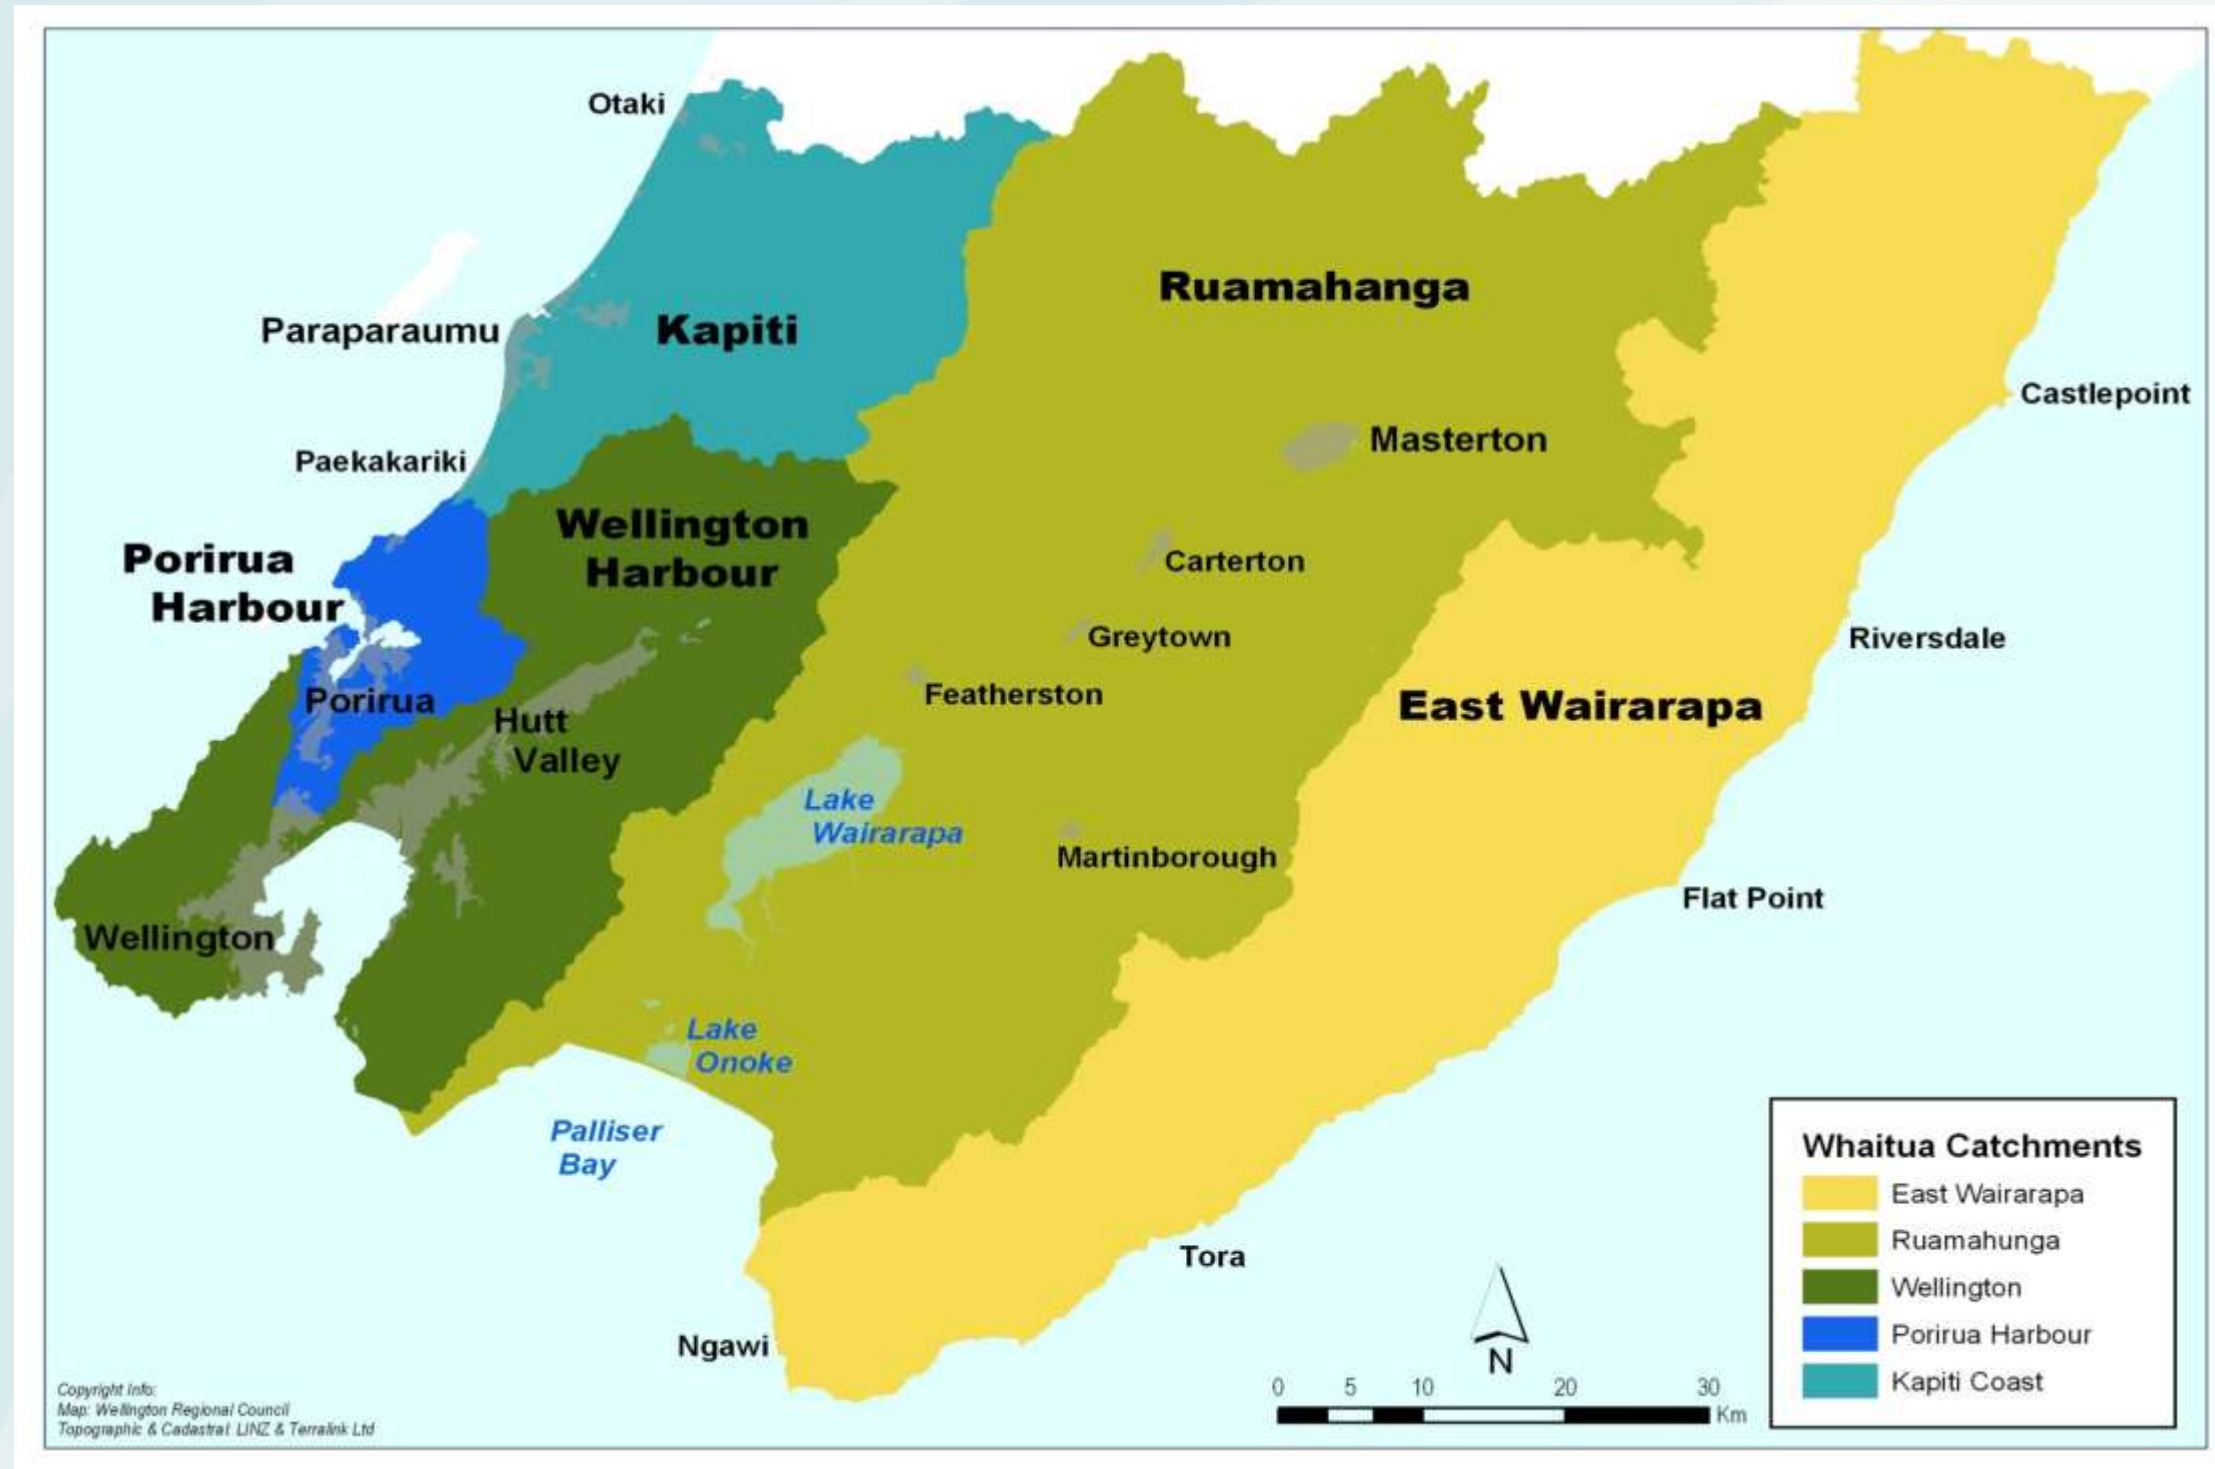 Otaki
Ruamahanga
Paraparaumu
Kapiti
Castlepoint
Masterton
Paekakariki
Wellington
Harbour
Porirua
Harbour
Carterton
Greytown
Riversdale
Featherston
Porirua
East Wairarapa
Hutt
Valley
Lake
Wairarapa
Martinborough
Flat Point
Wellington
Lake
Onoke
Palliser
Bay
Tora
Ngawi
N
0 5 10 20 30
Km
Whaitua Catchments
East Wairarapa
Ruamahunga
Wellington
Porirua Harbour
Kapiti Coast
Copyright Info:
Map: Wellington Regional Council
Topographic & Cadastral: LINZ & Terralink Ltd